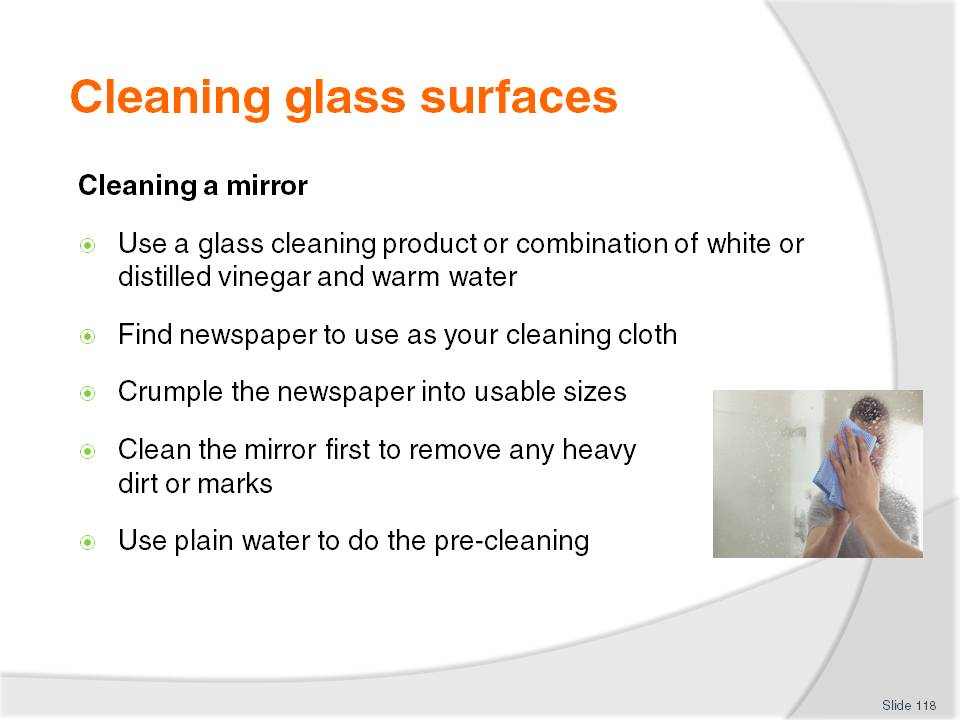 Cleaning glass surfaces
Cleaning a mirror
Use a glass cleaning product or combination of white or
distilled vinegar and warm water
Find newspaper to use as your cleaning cloth
Crumple the newspaper into usable sizes
Clean the mirror first to remove any heavy
dirt or marks
Use plain water to do the pre-cleaning
Slide 118